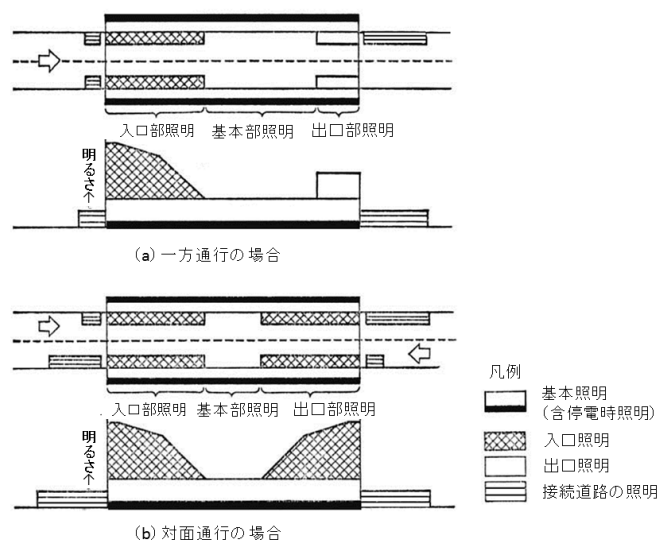 入口部照明 基本部照明 出口部照明
明るさ→
(a) 一方通行の場合
入口部照明 基本部照明 出口部照明
明るさ→
(b) 対面通行の場合
凡例
基本照明
(含停電時照明)
入口照明
出口照明
接続道路の照明